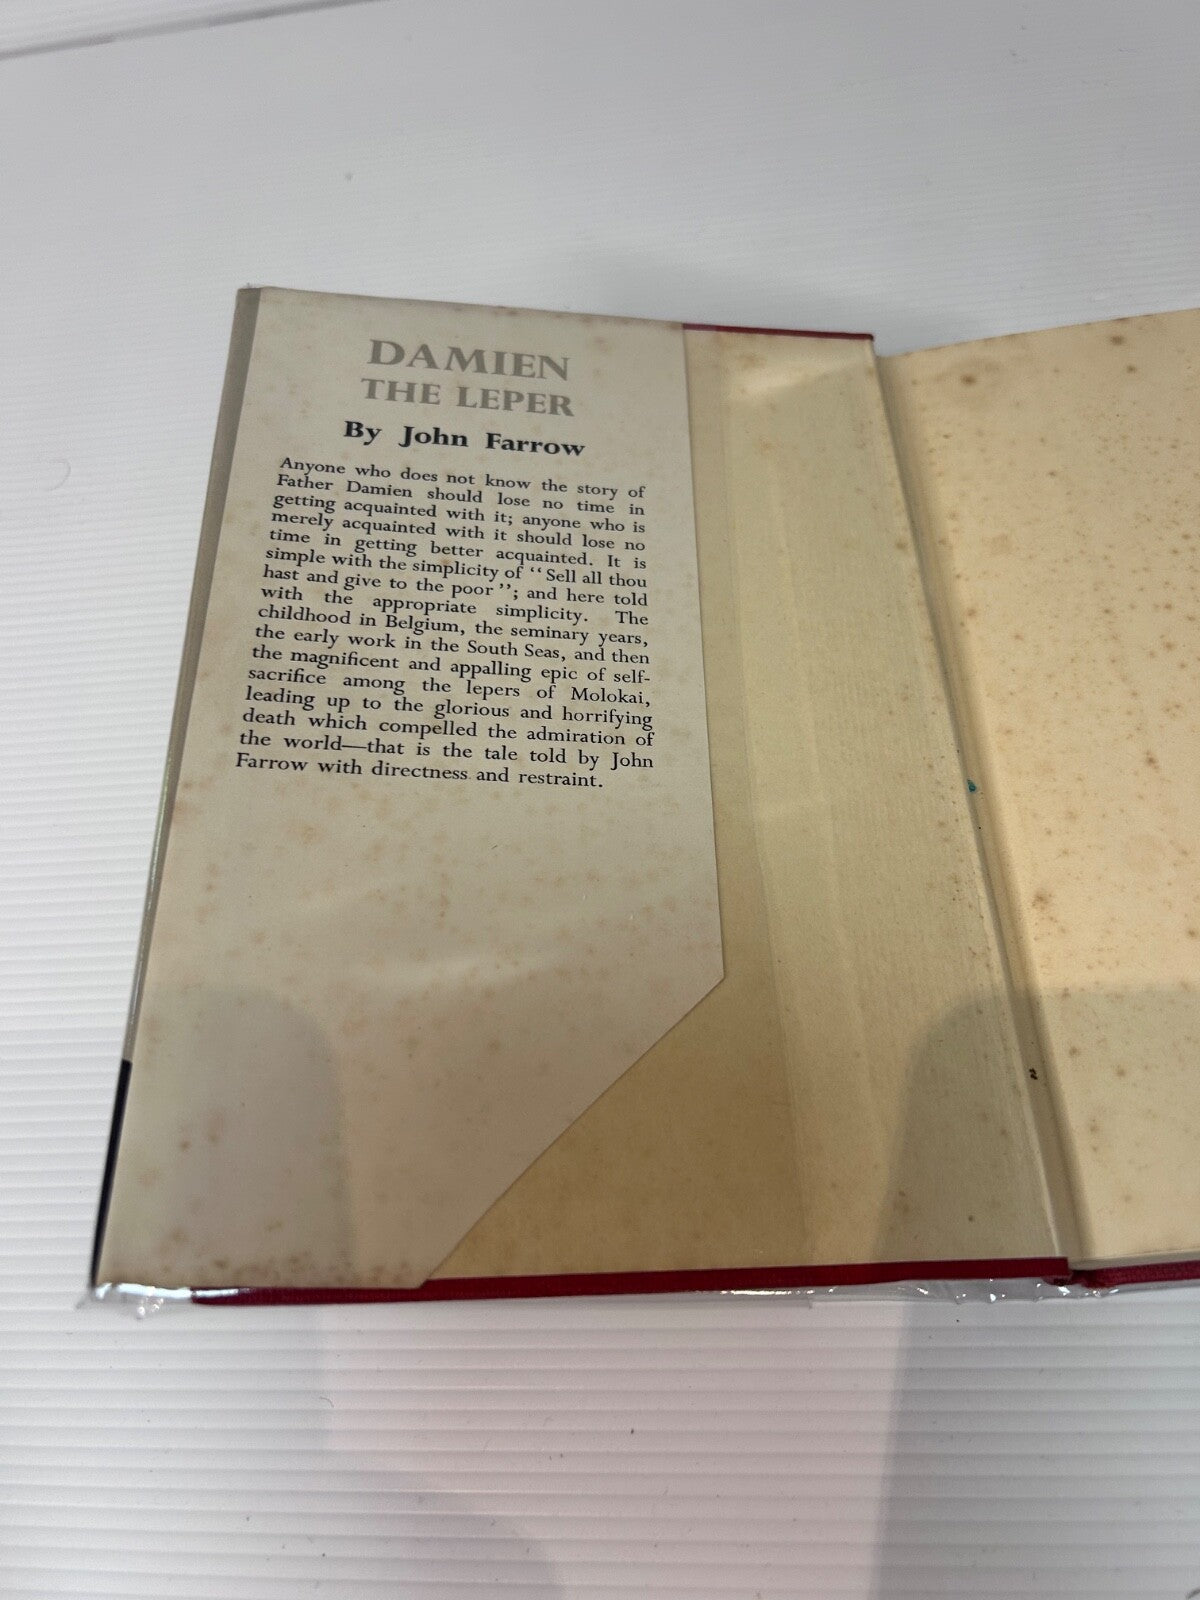 DAMIEN
THE LEPER
By John Farrow
Anyone who does not know the story of
Father Damien should lose no time in
getting acquainted with it; anyone who is
merely acquainted with it should lose no
time in getting better acquainted. It is
simple with the simplicity of “Sell all thou
hast and give to the poor”; and here told
with the appropriate simplicity. The
childhood in Belgium, the seminary years,
the early work in the South Seas, and then
the magnificent and appalling epic of self-
sacrifice among the lepers of Molokai,
leading up to the glorious and horrifying
death which compelled the admiration of
the world—that is the tale told by John
Farrow with directness and restraint.